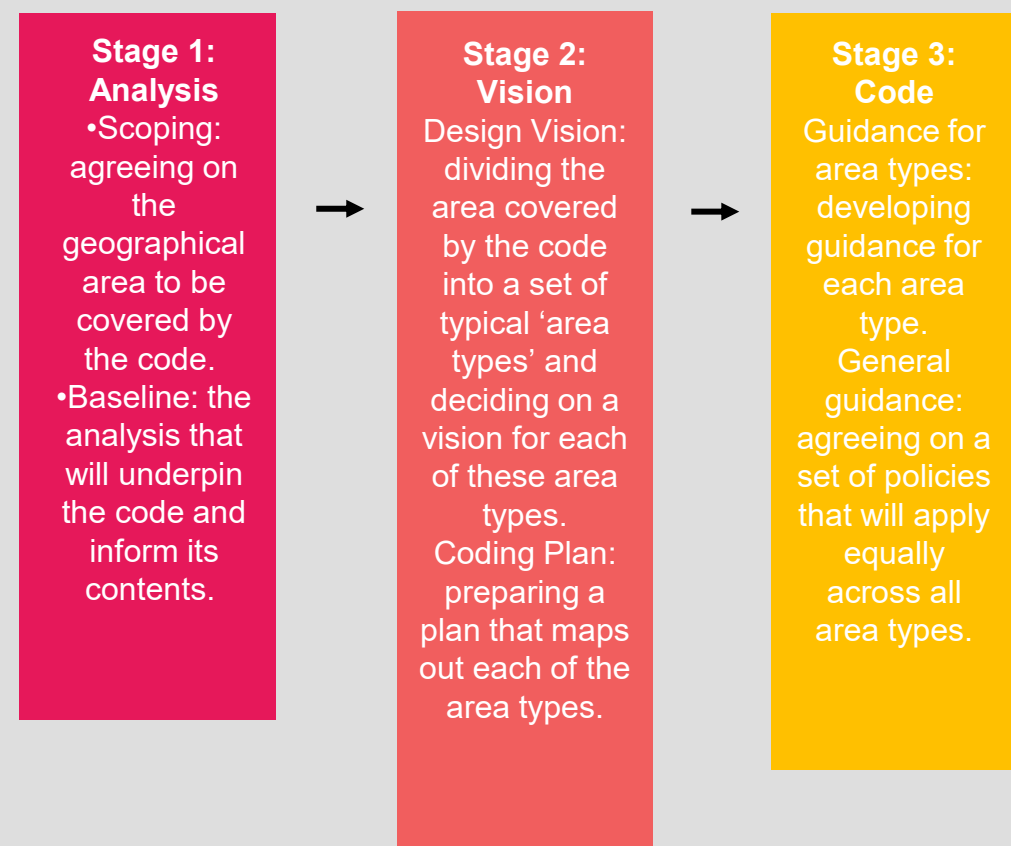 Stage 1:
Analysis
•Scoping:
agreeing on
the
geographical
area to be
covered by
the code.
•Baseline: the
analysis that
will underpin
the code and
inform its
contents.
Stage 2:
Vision
Design Vision:
dividing the
area covered
by the code
into a set of
typical ‘area
types’ and
deciding on a
vision for each
of these area
types.
Coding Plan:
preparing a
plan that maps
out each of the
area types.
Stage 3:
Code
Guidance for
area types:
developing
guidance for
each area
type.
General
guidance:
agreeing on a
set of policies
that will apply
equally
across all
area types.